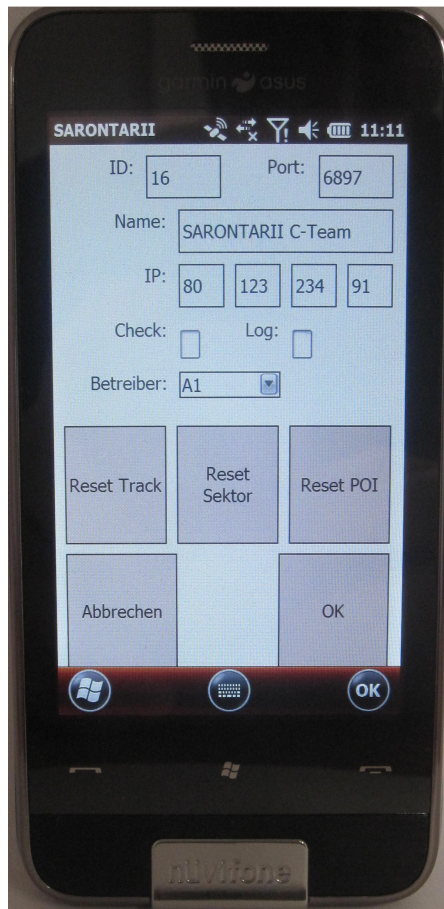 garmin asus
SARONTARII 11:11
ID: 16 Port: 6897
Name: SARONTARII C-Team
IP: 80 123 234 91
Check: Log:
Betreiber: A1
Reset Track Reset Sektor Reset POI
Abbrechen OK
OK
nüvifone